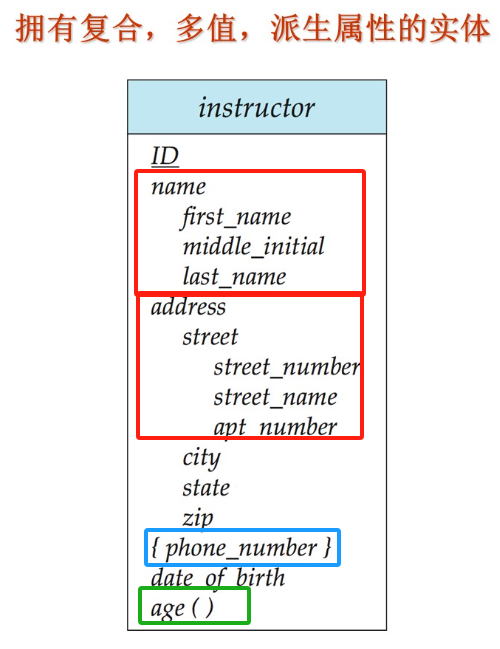 拥有复合，多值，派生属性的实体
instructor
ID
name
first_name
middle_initial
last_name
address
street
street_number
street_name
apt_number
city
state
zip
{ phone_number }
date_of_birth
age ( )